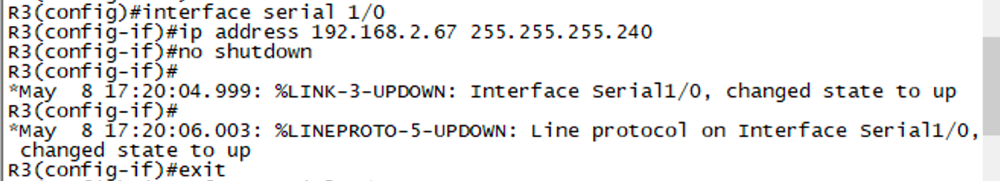 R3(config)#interface serial 1/0
R3(config-if)#ip address 192.168.2.67 255.255.255.240
R3(config-if)#no shutdown
R3(config-if)#
*May  8 17:20:04.999: %LINK-3-UPDOWN: Interface Serial1/0, changed state to up
R3(config-if)#
*May  8 17:20:06.003: %LINEPROTO-5-UPDOWN: Line protocol on Interface Serial1/0,
 changed state to up
R3(config-if)#exit